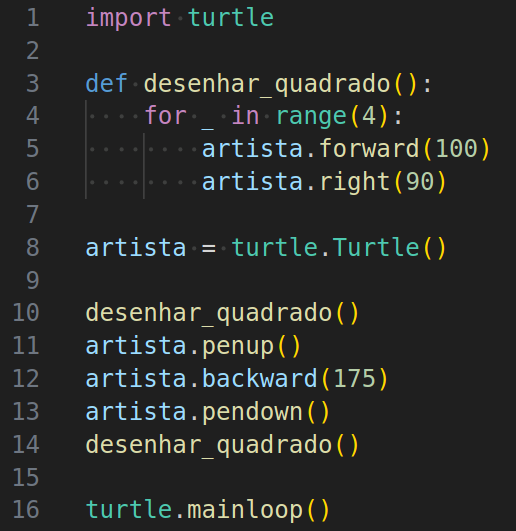 1 import turtle
2
3 def desenhar_quadrado():
4     for _ in range(4):
5         artista.forward(100)
6         artista.right(90)
7
8 artista = turtle.Turtle()
9
10 desenhar_quadrado()
11 artista.penup()
12 artista.backward(175)
13 artista.pendown()
14 desenhar_quadrado()
15
16 turtle.mainloop()